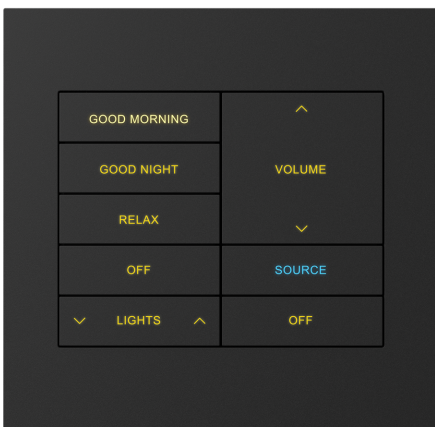 GOOD MORNING
GOOD NIGHT
RELAX
OFF
LIGHTS
VOLUME
SOURCE
OFF